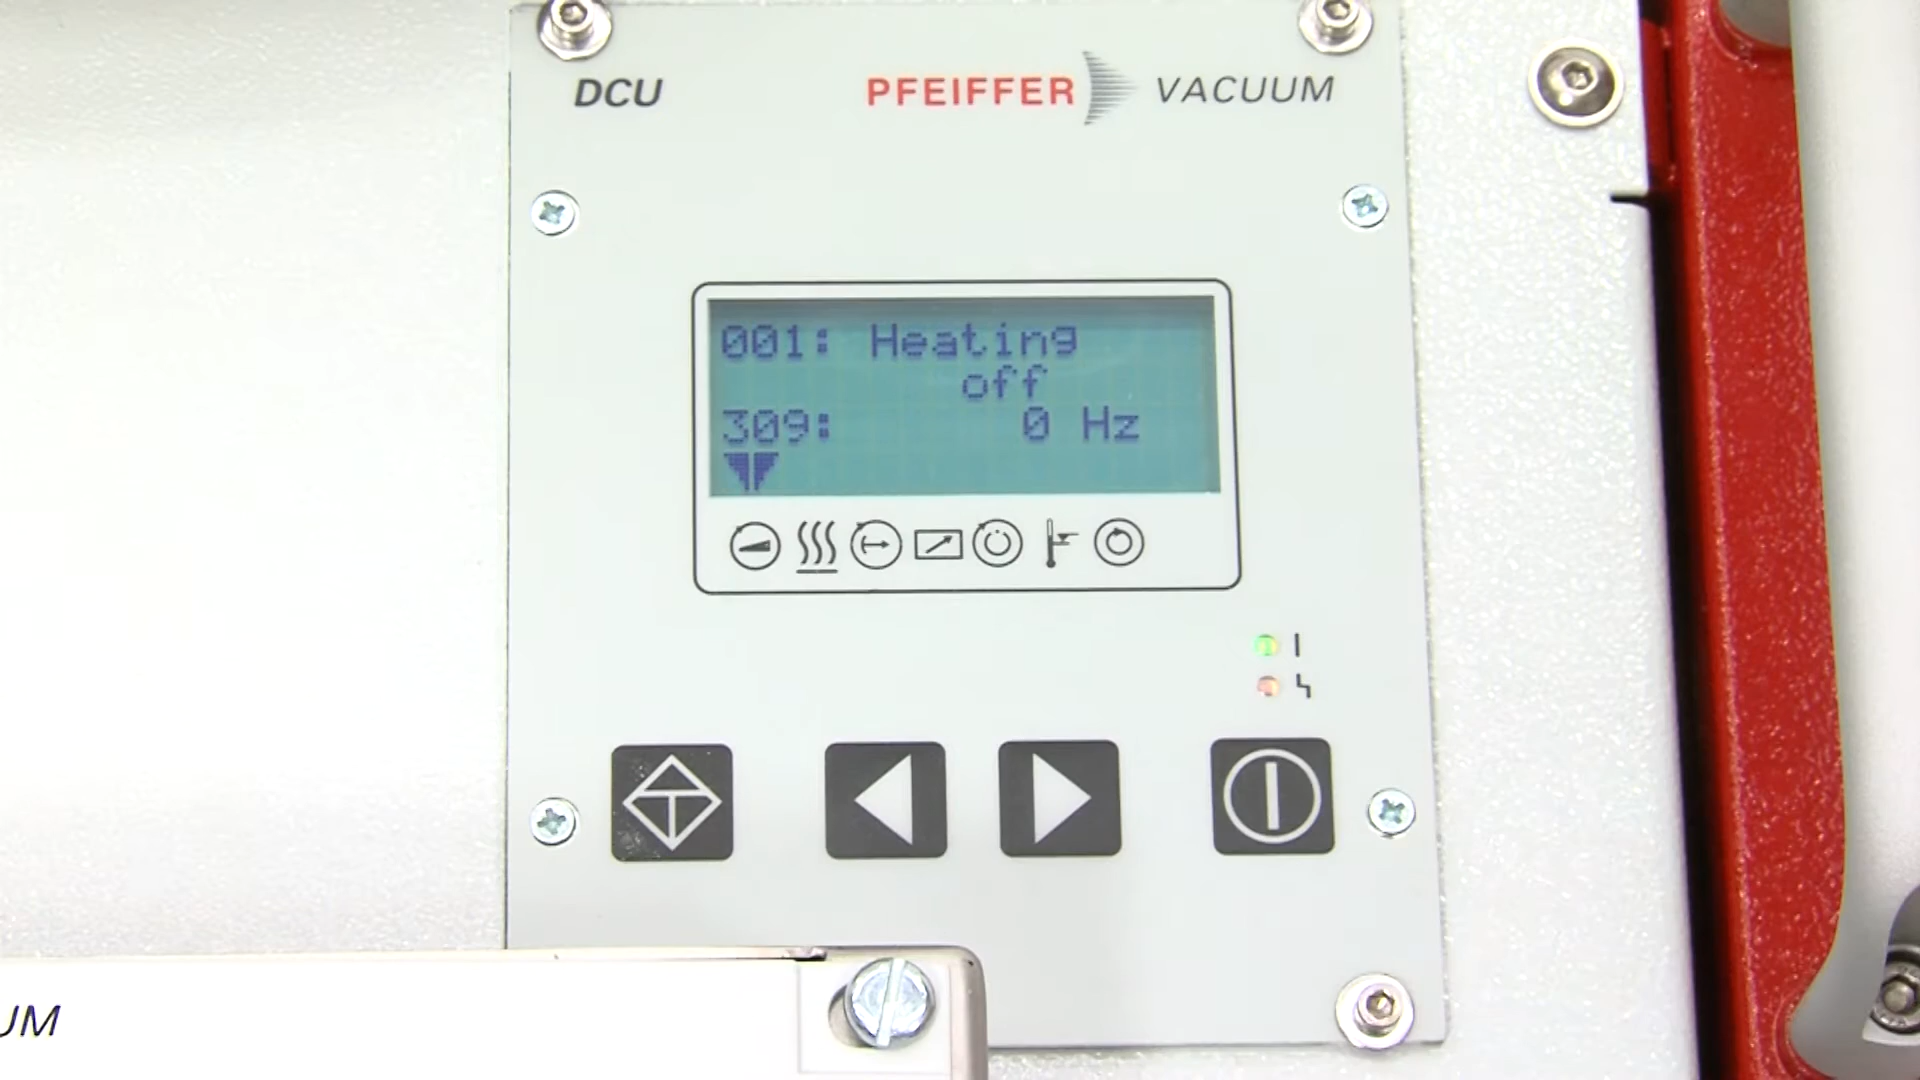 DCU
PFEIFFER VACUUM
001: Heating
off
309: 0 Hz
UM